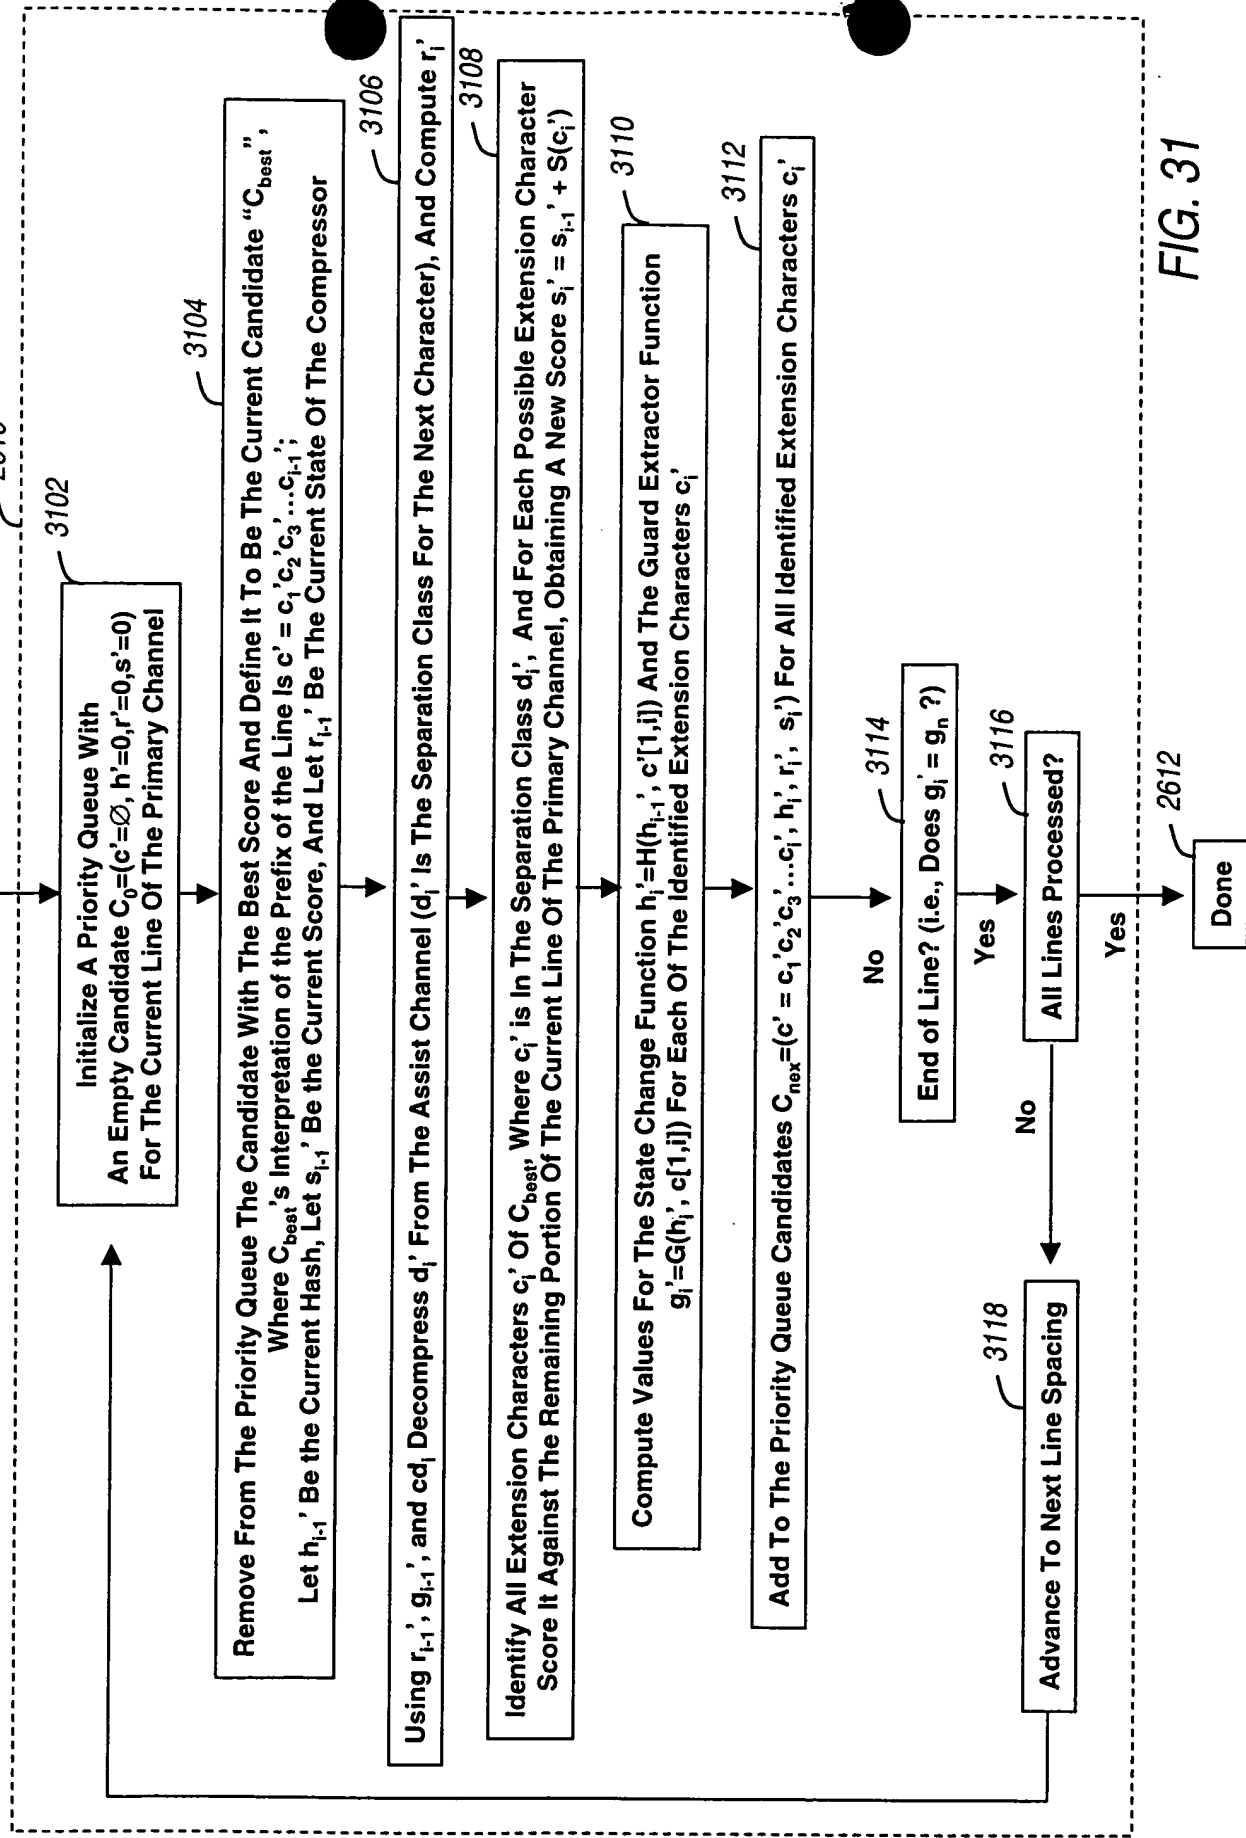 3102
Initialize A Priority Queue With
An Empty Candidate C0=(c'=∅, h'=0,r'=0,s'=0)
For The Current Line Of The Primary Channel
3104
Remove From The Priority Queue The Candidate With The Best Score And Define It To Be The Current Candidate "Cbest",
Where Cbest's Interpretation of the Prefix of the Line Is c' = c1'c2'c3'...ci-1';
Let hi-1' Be the Current Hash, Let si-1' Be the Current Score, And Let ri-1' Be The Current State Of The Compressor
3106
Using ri-1', gi-1', and cdi Decompress di' From The Assist Channel (di' Is The Separation Class For The Next Character), And Compute ri'
3108
Identify All Extension Characters ci' Of Cbest, Where ci' is In The Separation Class di', And For Each Possible Extension Character
Score It Against The Remaining Portion Of The Current Line Of The Primary Channel, Obtaining A New Score si' = si-1' + S(ci')
3110
Compute Values For The State Change Function hi'=H(hi-1', c'[1,i]) And The Guard Extractor Function
gi'=G(hi', c[1,i]) For Each Of The Identified Extension Characters ci'
3112
Add To The Priority Queue Candidates Cnex=(c' = c1'c2'c3'...ci', hi', ri', si') For All Identified Extension Characters ci'
No
3114
End of Line? (i.e., Does gi' = gn ?)
Yes
3116
All Lines Processed?
No
Yes
3118
Advance To Next Line Spacing
2612
Done
FIG. 31